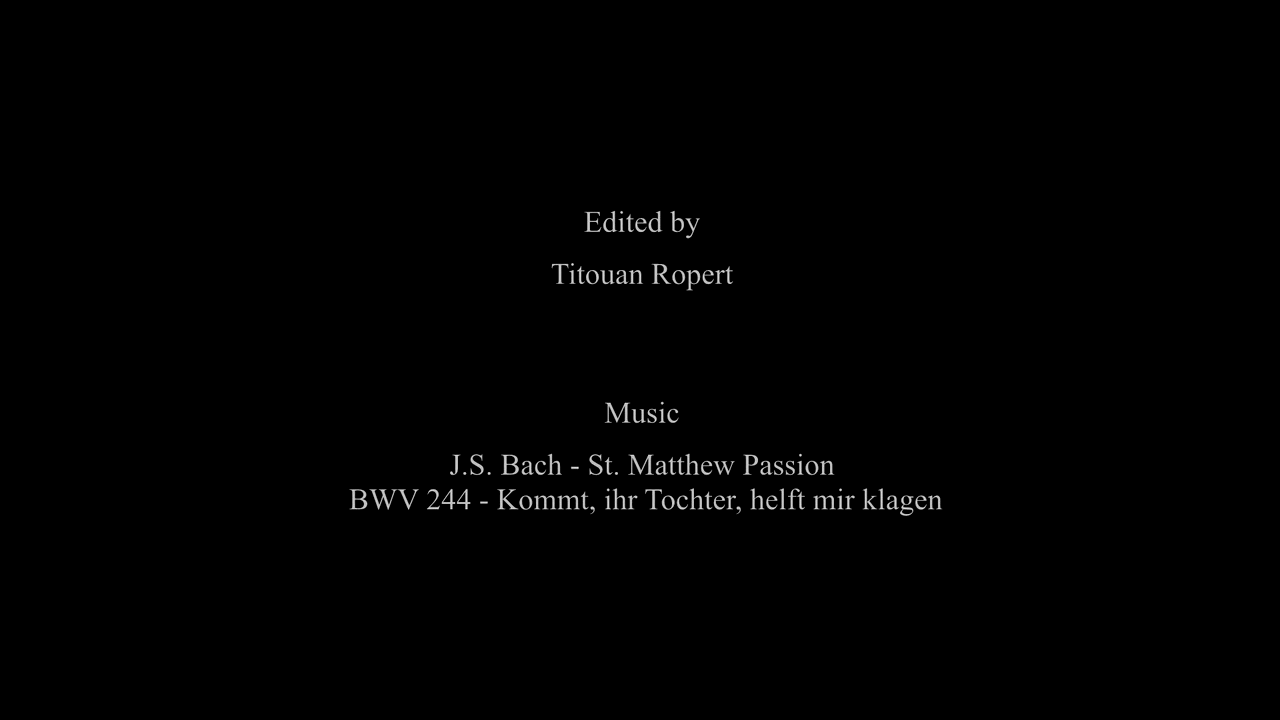 Edited by
Titouan Ropert
Music
J.S. Bach - St. Matthew Passion
BWV 244 - Kommt, ihr Tochter, helft mir klagen